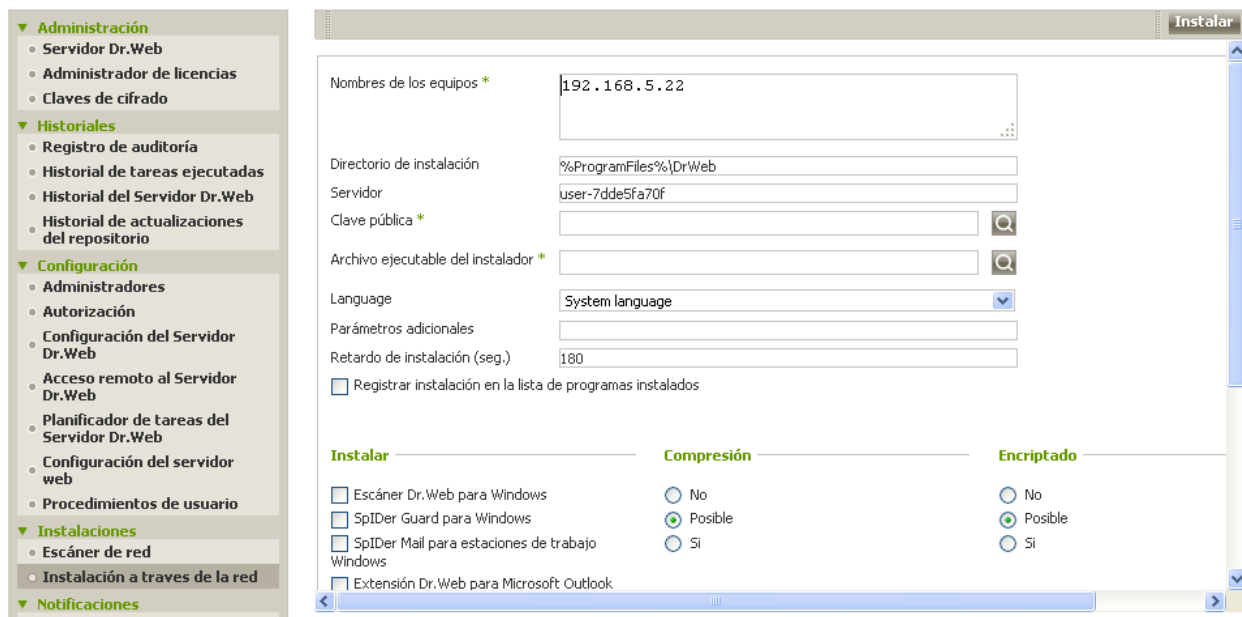 Administración
Servidor Dr.Web
Administrador de licencias
Claves de cifrado
Historiales
Registro de auditoría
Historial de tareas ejecutadas
Historial del Servidor Dr.Web
Historial de actualizaciones
del repositorio
Configuración
Administradores
Autorización
Configuración del Servidor
Dr.Web
Acceso remoto al Servidor
Dr.Web
Planificador de tareas del
Servidor Dr.Web
Configuración del servidor
web
Procedimientos de usuario
Instalaciones
Escáner de red
Instalación a traves de la red
Notificaciones
Instalar
Nombres de los equipos *
192.168.5.22
Directorio de instalación
%ProgramFiles%\DrWeb
Servidor
user-7dde5fa70f
Clave pública *
Archivo ejecutable del instalador *
Language
System language
Parámetros adicionales
Retardo de instalación (seg.)
180
Registrar instalación en la lista de programas instalados
Instalar
Escáner Dr.Web para Windows
SpIDer Guard para Windows
SpIDer Mail para estaciones de trabajo
Windows
Extensión Dr.Web para Microsoft Outlook
Compresión
No
Posible
Si
Encriptado
No
Posible
Si